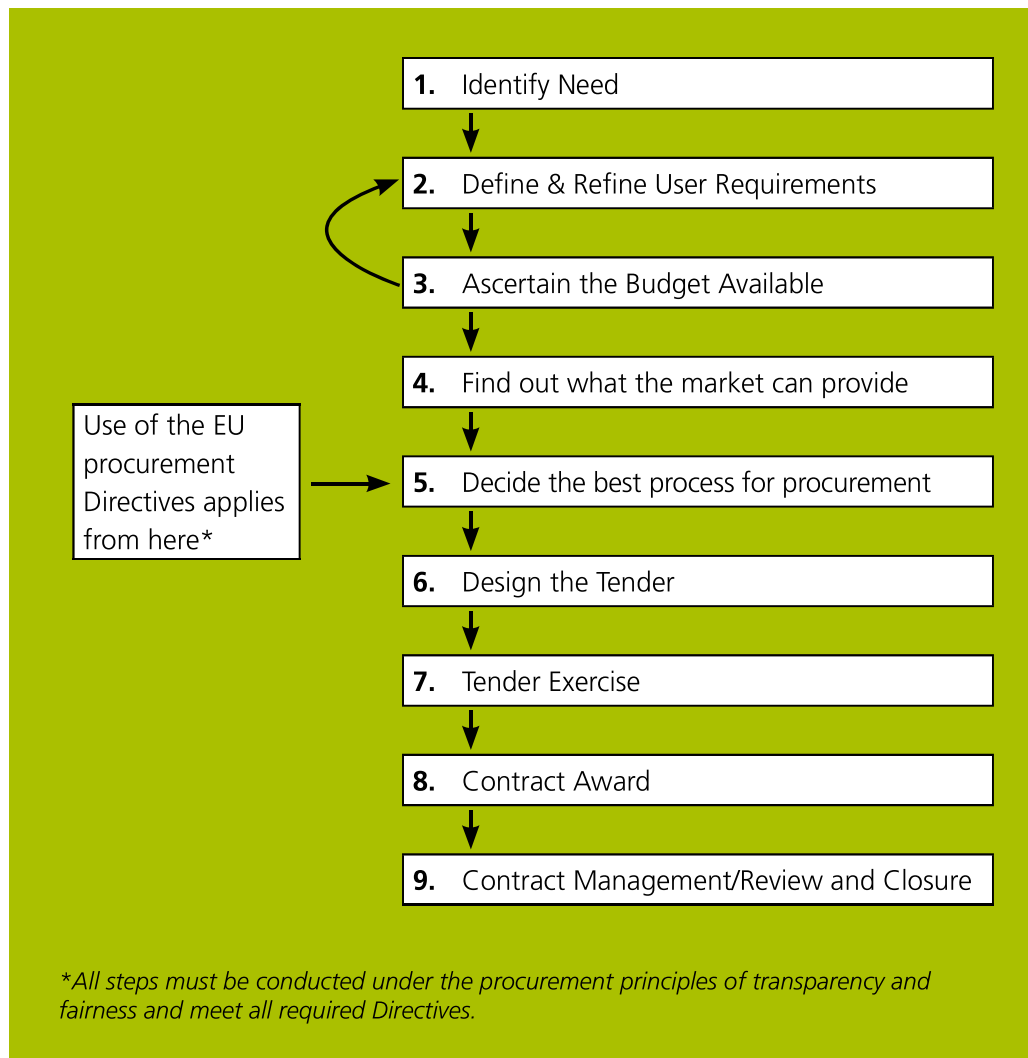 1. Identify Need
2. Define & Refine User Requirements
3. Ascertain the Budget Available
4. Find out what the market can provide
Use of the EU
procurement
Directives applies
from here*
5. Decide the best process for procurement
6. Design the Tender
7. Tender Exercise
8. Contract Award
9. Contract Management/Review and Closure
*All steps must be conducted under the procurement principles of transparency and
fairness and meet all required Directives.